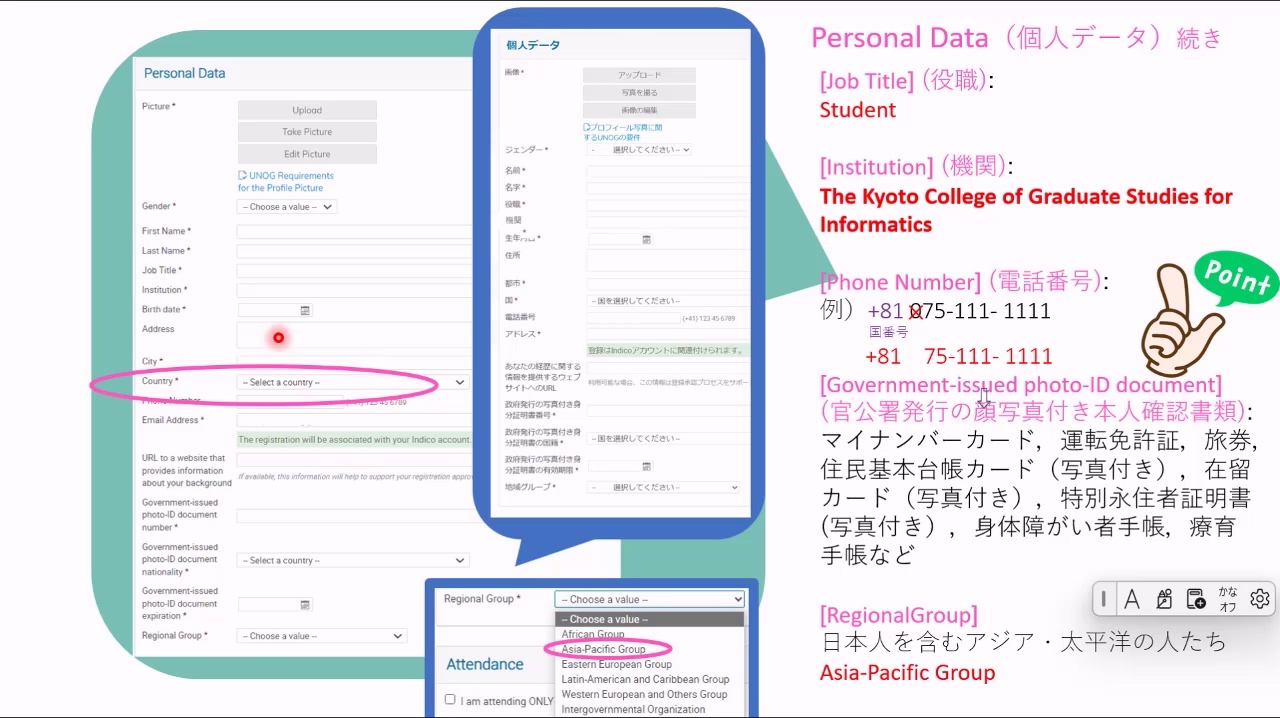 Personal Data
Picture *
Upload
Take Picture
Edit Picture
UNOG Requirements
for the Profile Picture
Gender *
-- Choose a value --
First Name *
Last Name *
Job Title *
Institution *
Birth date *
Address
City *
Country *
-- Select a country --
Phone Number
(+41) 123 45 6789
Email Address *
The registration will be associated with your Indico account.
URL to a website that
provides information
about your background
If available, this information will help to support your registration appro
Government-issued
photo-ID document
number *
Government-issued
photo-ID document
nationality *
-- Select a country --
Government-issued
photo-ID document
expiration *
Regional Group *
-- Choose a value --
個人データ
画像 *
アップロード
写真を撮る
画像の編集
プロフィール写真に関
するUNOGの要件
ジェンダー *
- 選択してください --
名前 *
名字 *
役職 *
機関
*
生年月日 *
住所
都市 *
国 *
-- 国を選択してください --
電話番号
(+41) 123 45 6789
アドレス *
登録はIndicoアカウントに関連付けられます。
あなたの経歴に関する
情報を提供するウェブ
サイトへのURL
利用可能な場合、この情報は登録承認プロセスをサポー
政府発行の写真付き身
分証明書番号 *
政府発行の写真付き身
分証明書の国籍 *
-- 国を選択してください --
政府発行の写真付き身
分証明書の有効期限 *
地域グループ *
- 選択してください --
Regional Group *
-- Choose a value --
-- Choose a value --
African Group
Asia-Pacific Group
Eastern European Group
Latin-American and Caribbean Group
Western European and Others Group
Intergovernmental Organization
Attendance
I am attending ONLY
Personal Data（個人データ）続き
[Job Title] (役職):
Student
[Institution] (機関):
The Kyoto College of Graduate Studies for
Informatics
[Phone Number] (電話番号):
例）+81 075-111- 1111
国番号
+81 75-111- 1111
Point
[Government-issued photo-ID document]
(官公署発行の顔写真付き本人確認書類):
マイナンバーカード，運転免許証，旅券,
住民基本台帳カード（写真付き），在留
カード（写真付き），特別永住者証明書
(写真付き），身体障がい者手帳，療育
手帳など
[RegionalGroup]
日本人を含むアジア・太平洋の人たち
Asia-Pacific Group
かな
オフ